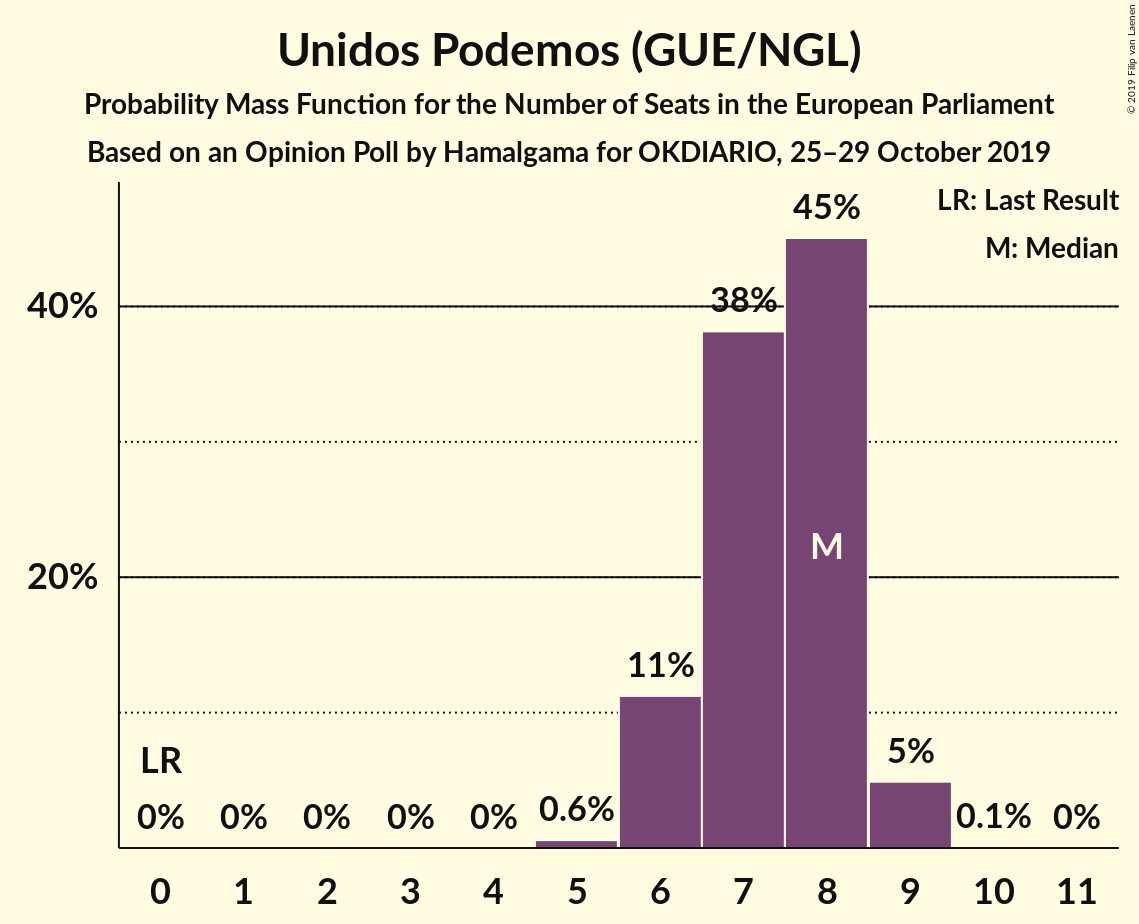 Unidos Podemos (GUE/NGL)
Probability Mass Function for the Number of Seats in the European Parliament
Based on an Opinion Poll by Hamalgama for OKDIARIO, 25–29 October 2019
© 2019 Filip van Laenen
LR: Last Result
M: Median
45%
40%
38%
M
20%
11%
LR
5%
0% 0% 0% 0% 0% 0.6% 0.1% 0%
0 1 2 3 4 5 6 7 8 9 10 11